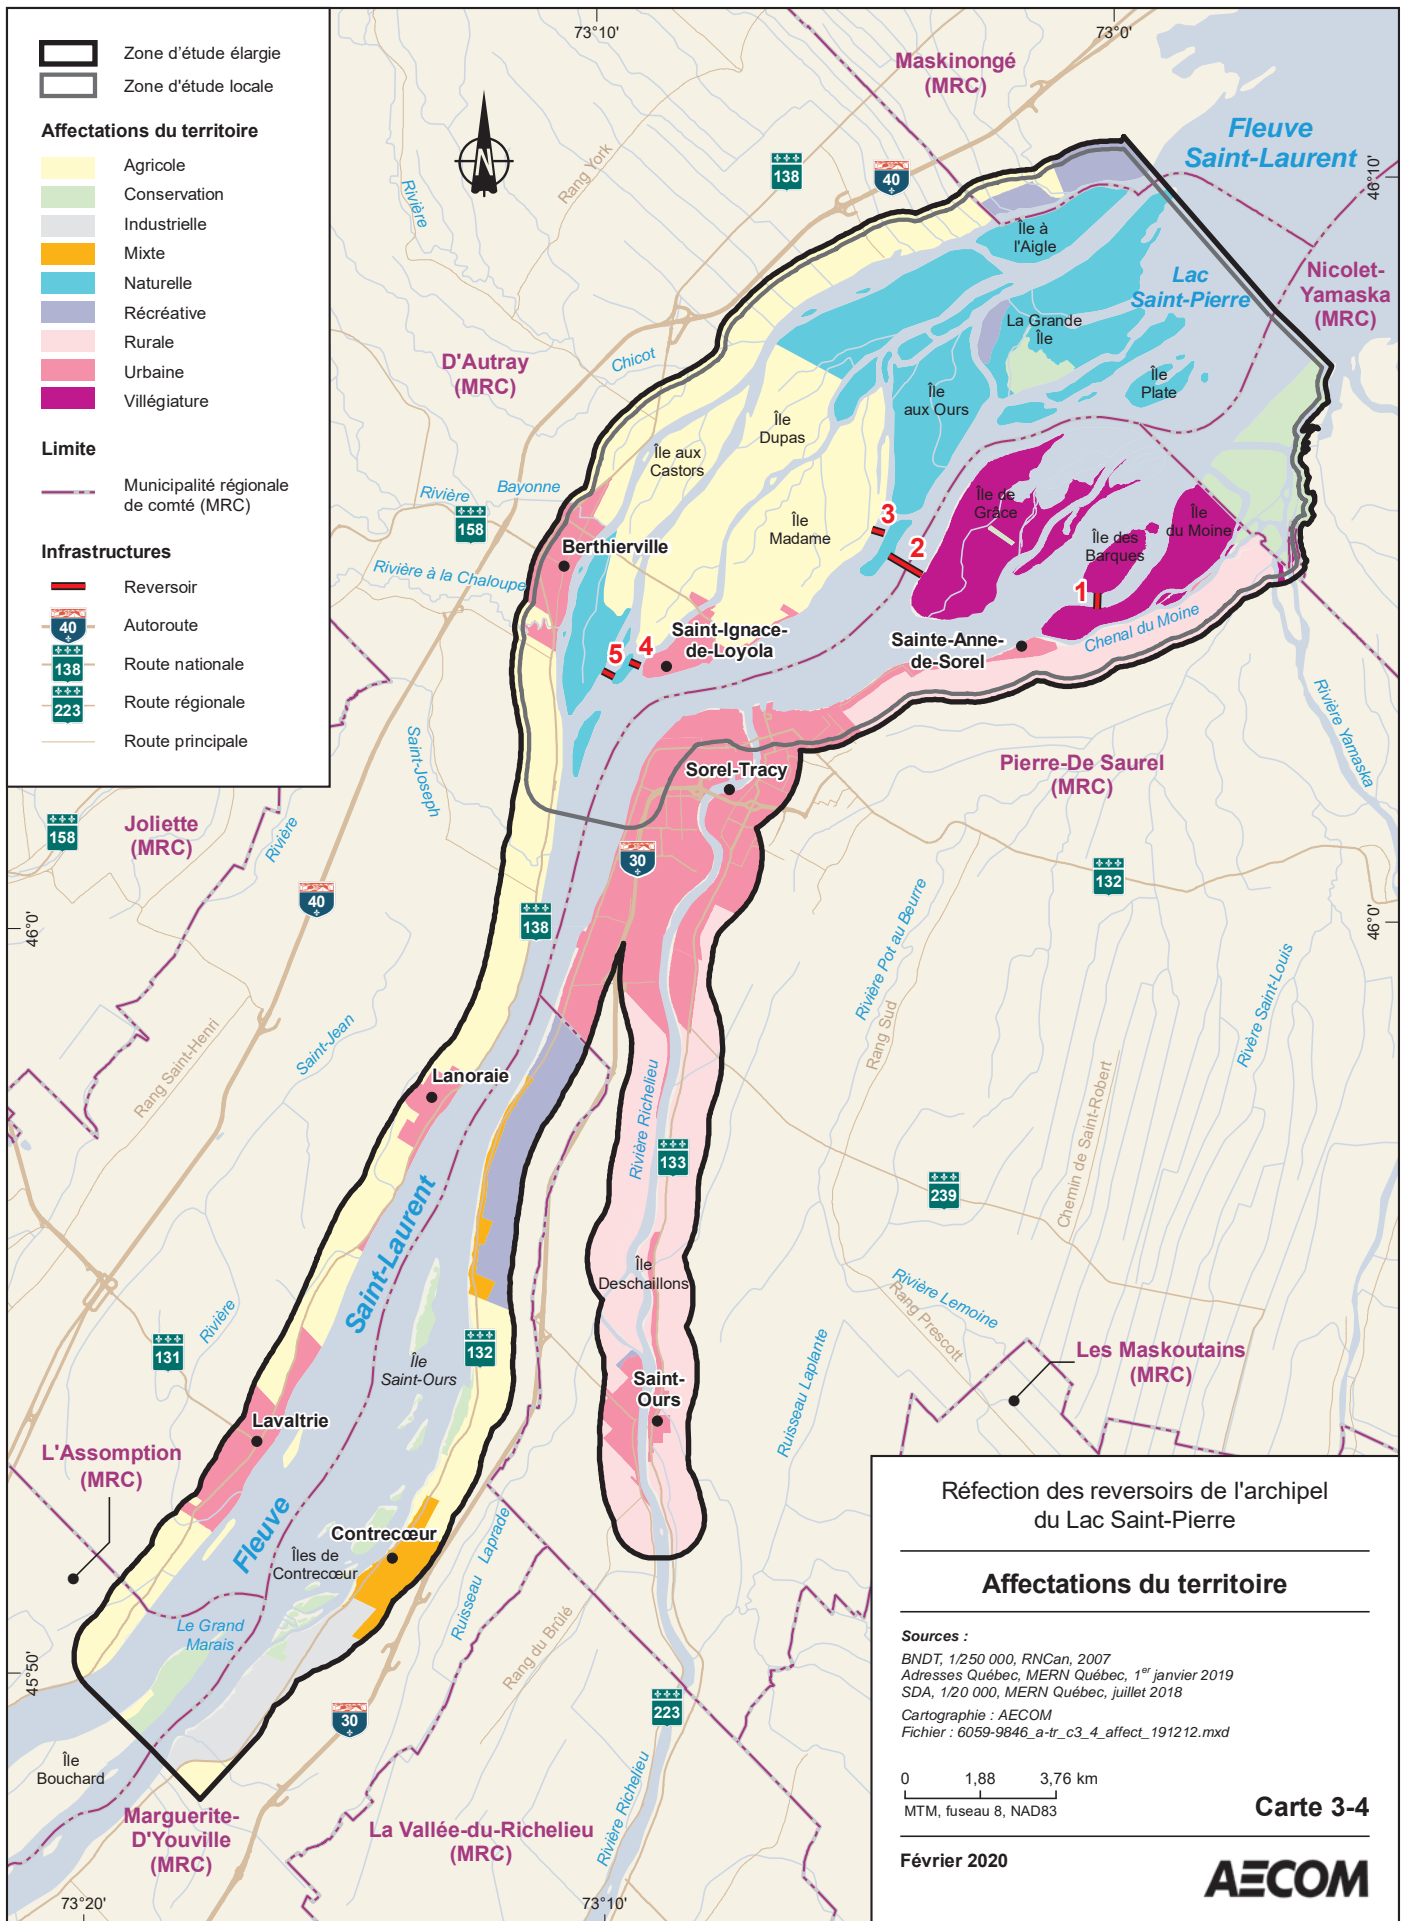 Zone d'étude élargie
Zone d'étude locale
Affectations du territoire
Agricole
Conservation
Industrielle
Mixte
Naturelle
Récréative
Rurale
Urbaine
Villégiature
Limite
Municipalité régionale
de comté (MRC)
Infrastructures
Reversoir
40
Autoroute
138
Route nationale
223
Route régionale
Route principale
73°10'
73°0'
Maskinongé
(MRC)
Fleuve
Saint-Laurent
46°10'
N
Rivière
Rang York
138
40
Île à
l'Aigle
Lac
Saint-Pierre
Nicolet-
Yamaska
(MRC)
La Grande
Île
D'Autray
(MRC)
Chicot
Île
Plate
Île
aux Ours
Île
Dupas
Île aux
Castors
Rivière
Bayonne
158
Île de
Grâce
Île
du Moine
Île
Madame
Île des
Barques
3
2
Berthierville
Rivière à la Chaloupe
1
Chenal du Moine
Saint-Ignace-
de-Loyola
Sainte-Anne-
de-Sorel
4
5
Rivière Yamaska
Saint-Joseph
Sorel-Tracy
Pierre-De Saurel
(MRC)
Joliette
(MRC)
158
Rivière
30
132
40
138
46°0'
46°0'
Rivière Pot au Beurre
Rang Sud
Rivère Saint-Louis
Rang Saint-Henri
Saint-Jean
Lanoraie
Rivière Richelieu
133
Chemin de Saint-Robert
239
Saint-Laurent
Île
Deschaillons
Rivière Lemoine
Rang Prescott
Rivière
131
132
Île
Saint-Ours
Ruisseau Laplante
Les Maskoutains
(MRC)
Saint-
Ours
Lavaltrie
L'Assomption
(MRC)
Fleuve
Contrecœur
Îles de
Contrecœur
Ruisseau Laprade
Le Grand
Marais
Rang du Brûlé
45°50'
30
223
Île
Bouchard
Marguerite-
D'Youville
(MRC)
La Vallée-du-Richelieu
(MRC)
Rivière Richelieu
73°20'
73°10'
Réfection des reversoirs de l'archipel
du Lac Saint-Pierre
Affectations du territoire
Sources :
BNDT, 1/250 000, RNCan, 2007
Adresses Québec, MERN Québec, 1er janvier 2019
SDA, 1/20 000, MERN Québec, juillet 2018
Cartographie : AECOM
Fichier : 6059-9846_a-tr_c3_4_affect_191212.mxd
0 1,88 3,76 km
MTM, fuseau 8, NAD83
Carte 3-4
Février 2020
AECOM